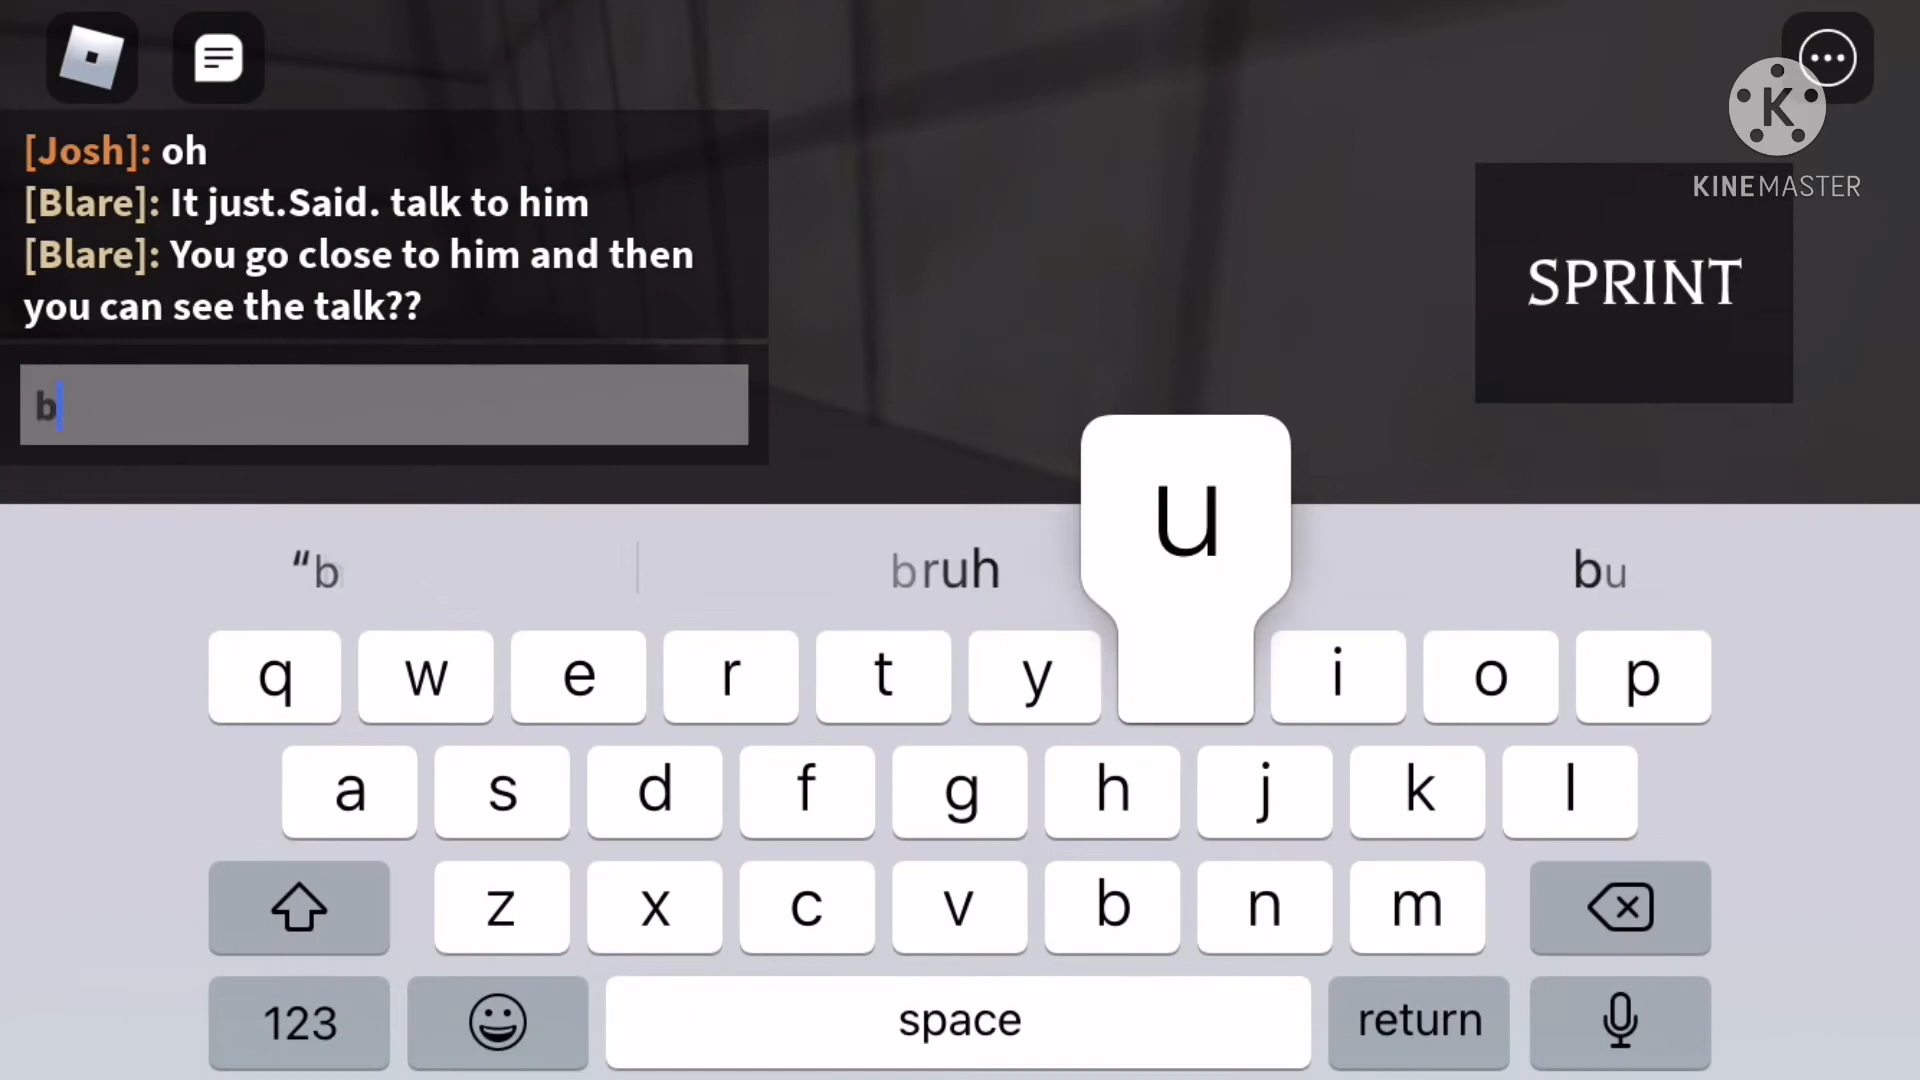 [Josh]: oh
[Blare]: It just.Said. talk to him
[Blare]: You go close to him and then
you can see the talk??
b
K
KINEMASTER
SPRINT
u
“b bruh bu
q w e r t y i o p
a s d f g h j k l
z x c v b n m
123 space return